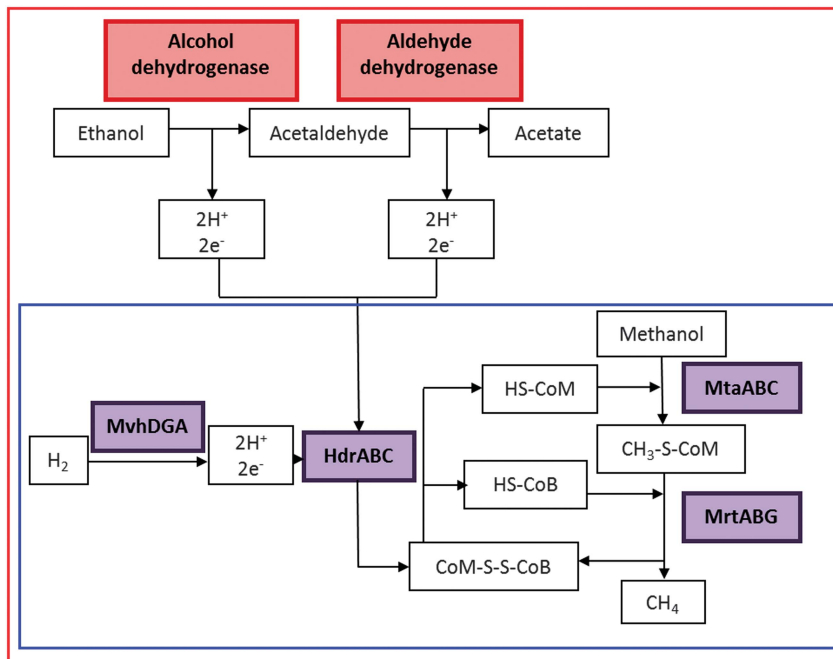 Alcohol
dehydrogenase
Aldehyde
dehydrogenase
Ethanol
Acetaldehyde
Acetate
2H⁺
2e⁻
2H⁺
2e⁻
Methanol
HS-CoM
MtaABC
MvhDGA
H₂
2H⁺
2e⁻
HdrABC
CH₃-S-CoM
HS-CoB
MrtABG
CoM-S-S-CoB
CH₄